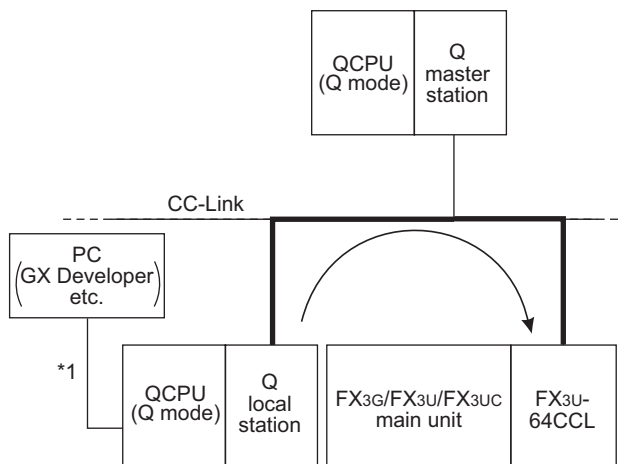 QCPU
(Q mode)
Q
master
station
CC-Link
PC
(GX Developer
etc.)
*1
QCPU
(Q mode)
Q
local
station
FX3G/FX3U/FX3UC
main unit
FX3U-
64CCL